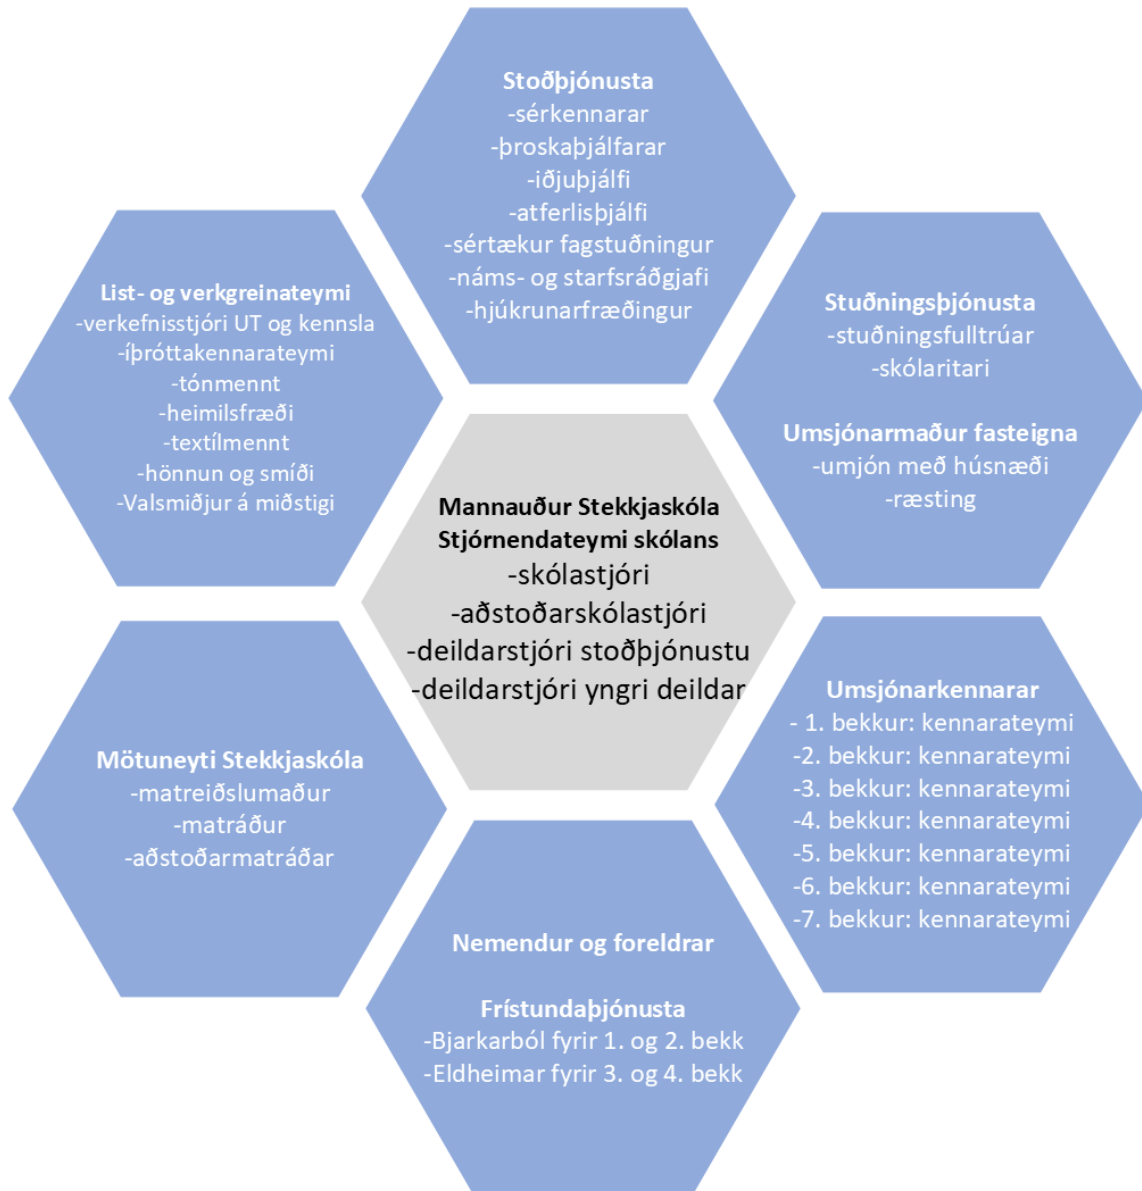 Stoðþjónusta
-sérkennarar
-þroskaþjálfarar
-iðjuþjálfi
-atferlisþjálfi
-sértækur fagstuðningur
-náms- og starfsráðgjafi
-hjúkrunarfræðingur
List- og verkgreinateymi
-verkefnisstjóri UT og kennsla
-íþróttakennarateymi
-tónmennt
-heimilsfræði
-textílmennt
-hönnun og smíði
-Valsmiðjur á miðstigi
Stuðningsþjónusta
-stuðningsfulltrúar
-skólaritari
Umsjónarmaður fasteigna
-umjón með húsnæði
-ræsting
Mannauður Stekkjaskóla
Stjórnendateymi skólans
-skólastjóri
-aðstoðarskólastjóri
-deildarstjóri stoðþjónustu
-deildarstjóri yngri deildar
Mötuneyti Stekkjaskóla
-matreiðslumaður
-matráður
-aðstoðarmatráðar
Umsjónarkennarar
- 1. bekkur: kennarateymi
-2. bekkur: kennarateymi
-3. bekkur: kennarateymi
-4. bekkur: kennarateymi
-5. bekkur: kennarateymi
-6. bekkur: kennarateymi
-7. bekkur: kennarateymi
Nemendur og foreldrar
Frístundaþjónusta
-Bjarkarból fyrir 1. og 2. bekk
-Eldheimar fyrir 3. og 4. bekk